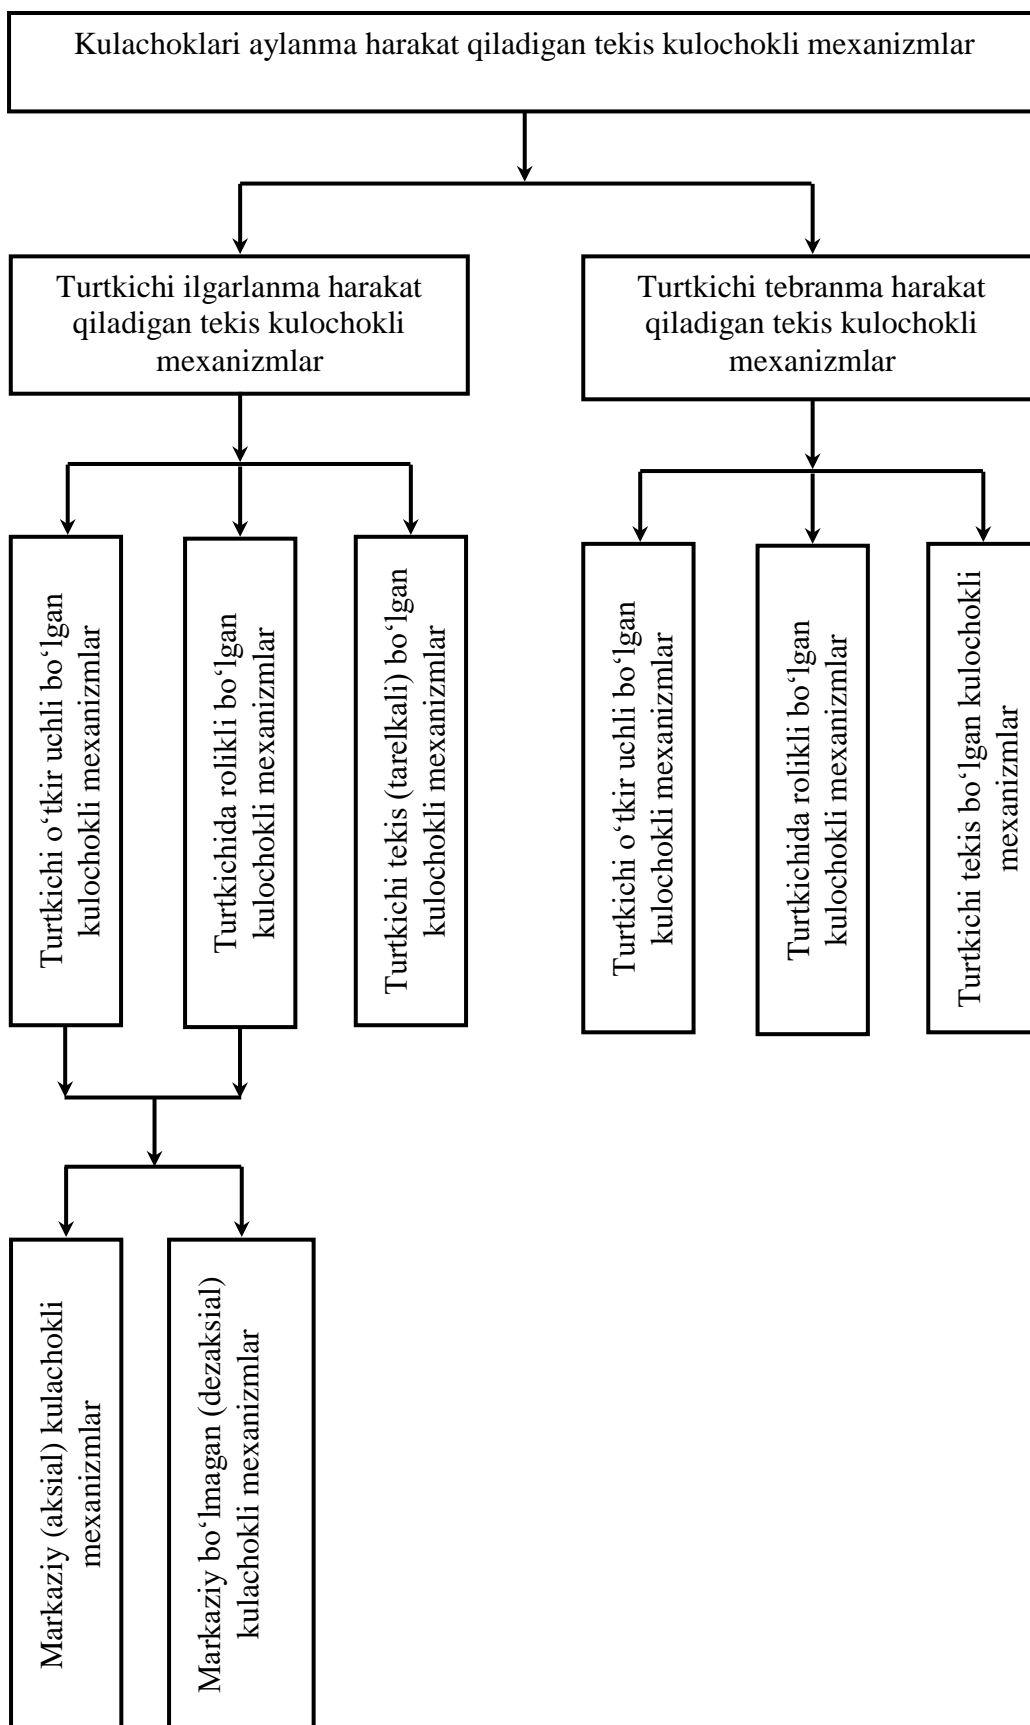 Kulachoklari aylanma harakat qiladigan tekis kulochokli mexanizmlar
Turtkichi ilgarlanma harakat
qiladigan tekis kulochokli
mexanizmlar
Turtkichi tebranma harakat
qiladigan tekis kulochokli
mexanizmlar
Turtkichi o‘tkir uchli bo‘lgan
kulochokli mexanizmlar
Turtkichida rolikli bo‘lgan
kulochokli mexanizmlar
Turtkichi tekis (tarelkali) bo‘lgan
kulochokli mexanizmlar
Turtkichi o‘tkir uchli bo‘lgan
kulochokli mexanizmlar
Turtkichida rolikli bo‘lgan
kulochokli mexanizmlar
Turtkichi tekis bo‘lgan kulochokli
mexanizmlar
Markaziy (aksial) kulachokli
mexanizmlar
Markaziy bo‘lmagan (dezaksial)
kulachokli mexanizmlar